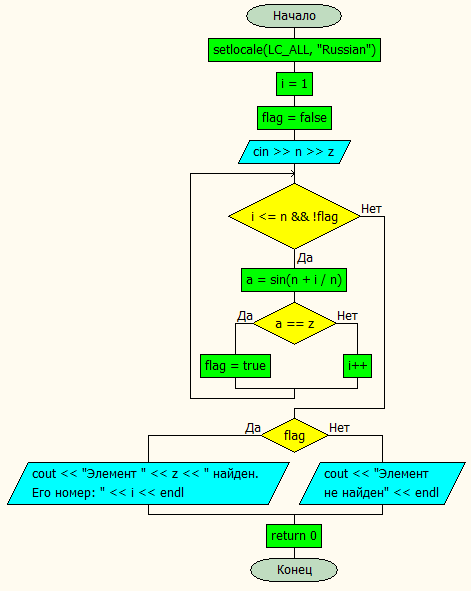 Начало
setlocale(LC_ALL, "Russian")
i = 1
flag = false
cin >> n >> z
i <= n && !flag
Нет
Да
a = sin(n + i / n)
Да
a == z
Нет
flag = true
i++
Да
flag
Нет
cout << "Элемент " << z << " найден.
Его номер: " << i << endl
cout << "Элемент
не найден" << endl
return 0
Конец